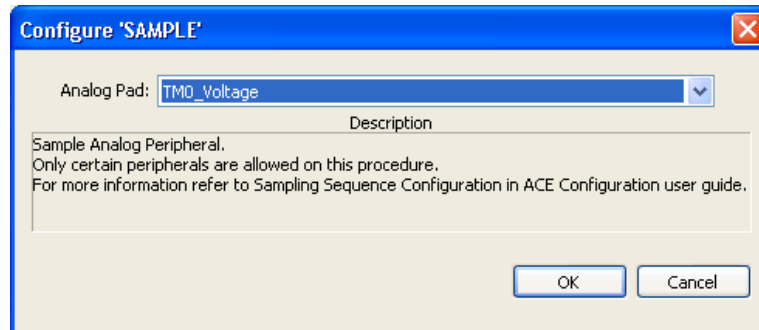 Configure 'SAMPLE'
Analog Pad: TM0_Voltage
Description
Sample Analog Peripheral.
Only certain peripherals are allowed on this procedure.
For more information refer to Sampling Sequence Configuration in ACE Configuration user guide.
OK Cancel